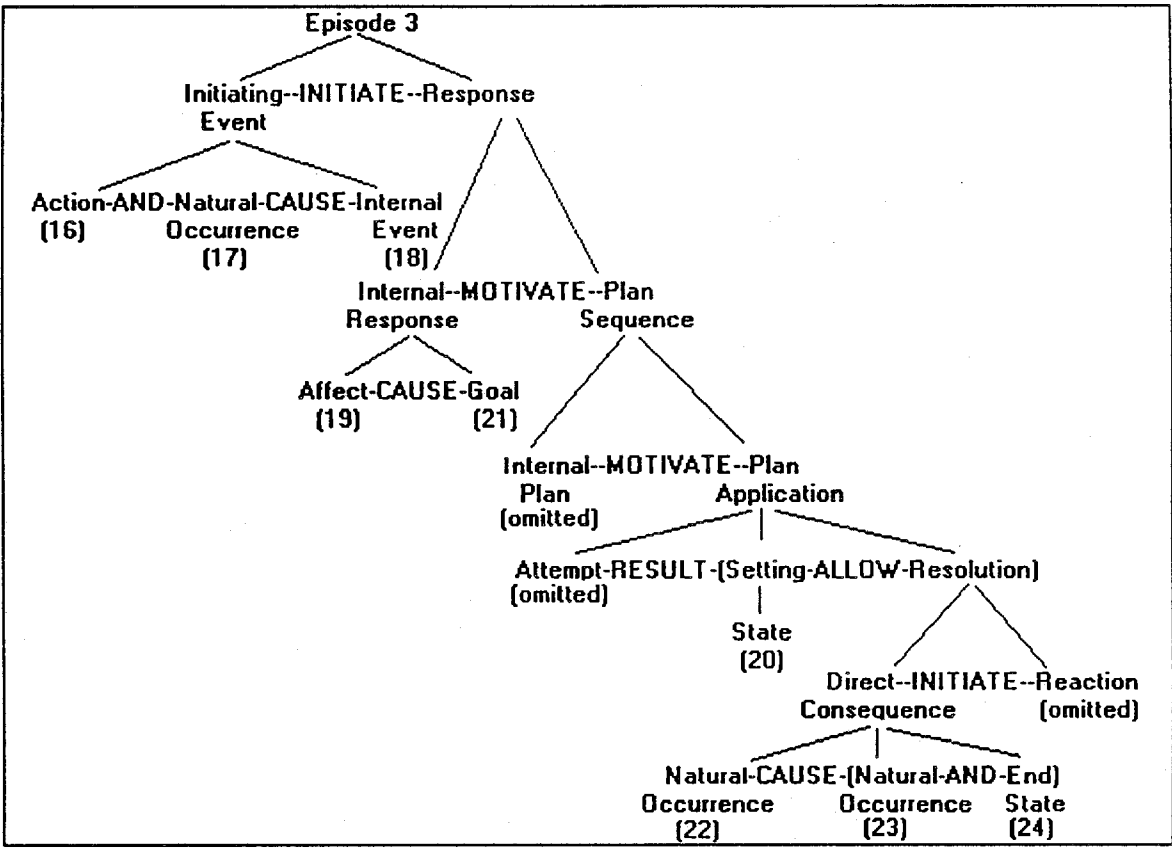 Episode 3
Initiating--INITIATE--Response
Event
Action-AND-Natural-CAUSE-Internal
(16) Occurrence Event
(17) (18)
Internal--MOTIVATE--Plan
Response Sequence
Affect-CAUSE-Goal
(19) (21)
Internal--MOTIVATE--Plan
Plan Application
(omitted)
Attempt-RESULT-(Setting-ALLOW-Resolution)
(omitted)
State
(20)
Direct--INITIATE--Reaction
Consequence (omitted)
Natural-CAUSE-(Natural-AND-End)
Occurrence Occurrence State
(22) (23) (24)